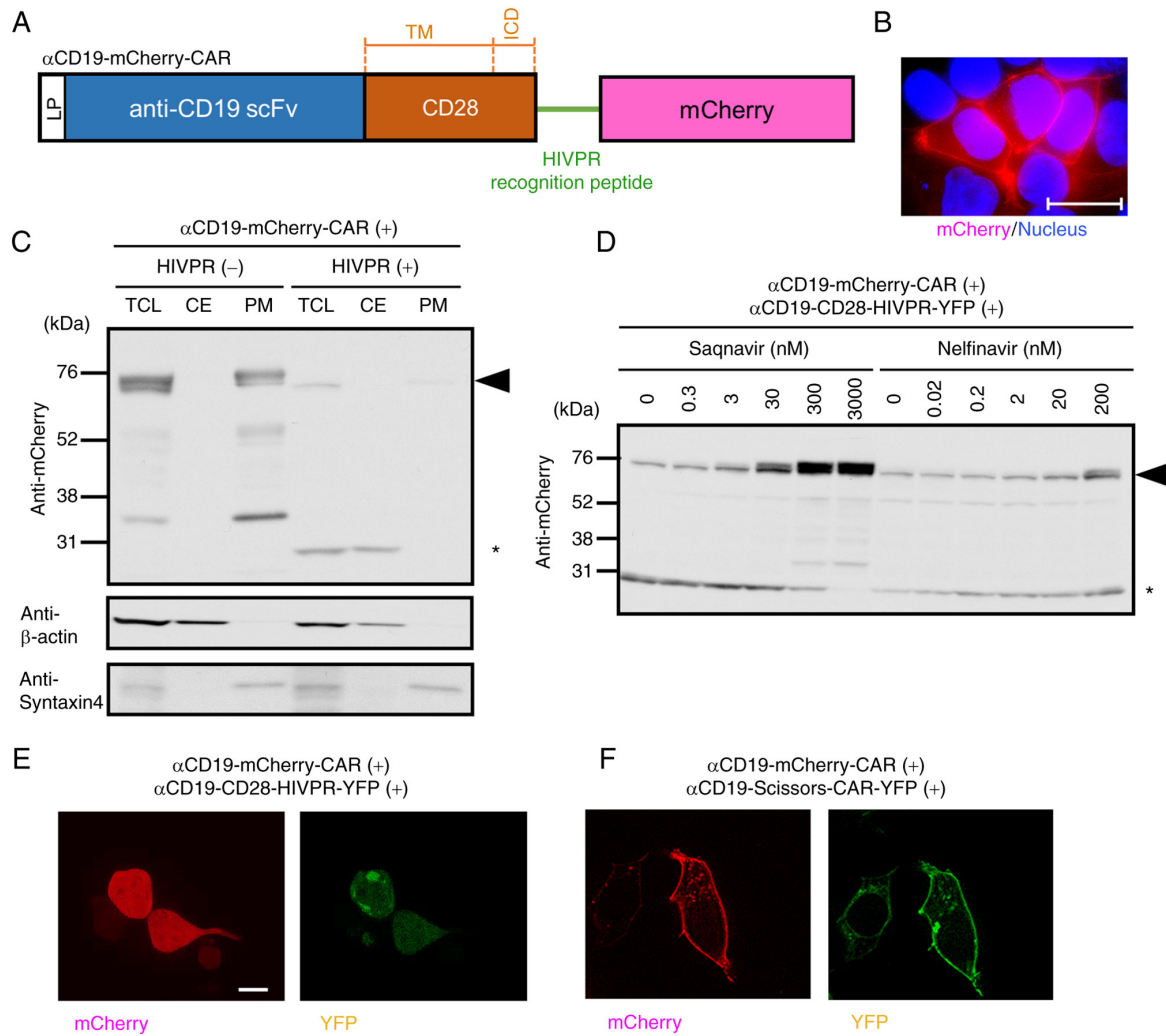 A
αCD19-mCherry-CAR
TM
ICD
LP
anti-CD19 scFv
CD28
mCherry
HIVPR
recognition peptide
B
mCherry/Nucleus
C
αCD19-mCherry-CAR (+)
HIVPR (−)
HIVPR (+)
TCL
CE
PM
TCL
CE
PM
(kDa)
76
52
38
31
Anti-mCherry
*
Anti-
β-actin
Anti-
Syntaxin4
D
αCD19-mCherry-CAR (+)
αCD19-CD28-HIVPR-YFP (+)
Saqnavir (nM)
Nelfinavir (nM)
0
0.3
3
30
300
3000
0
0.02
0.2
2
20
200
(kDa)
76
52
38
31
Anti-mCherry
*
E
αCD19-mCherry-CAR (+)
αCD19-CD28-HIVPR-YFP (+)
mCherry
YFP
F
αCD19-mCherry-CAR (+)
αCD19-Scissors-CAR-YFP (+)
mCherry
YFP